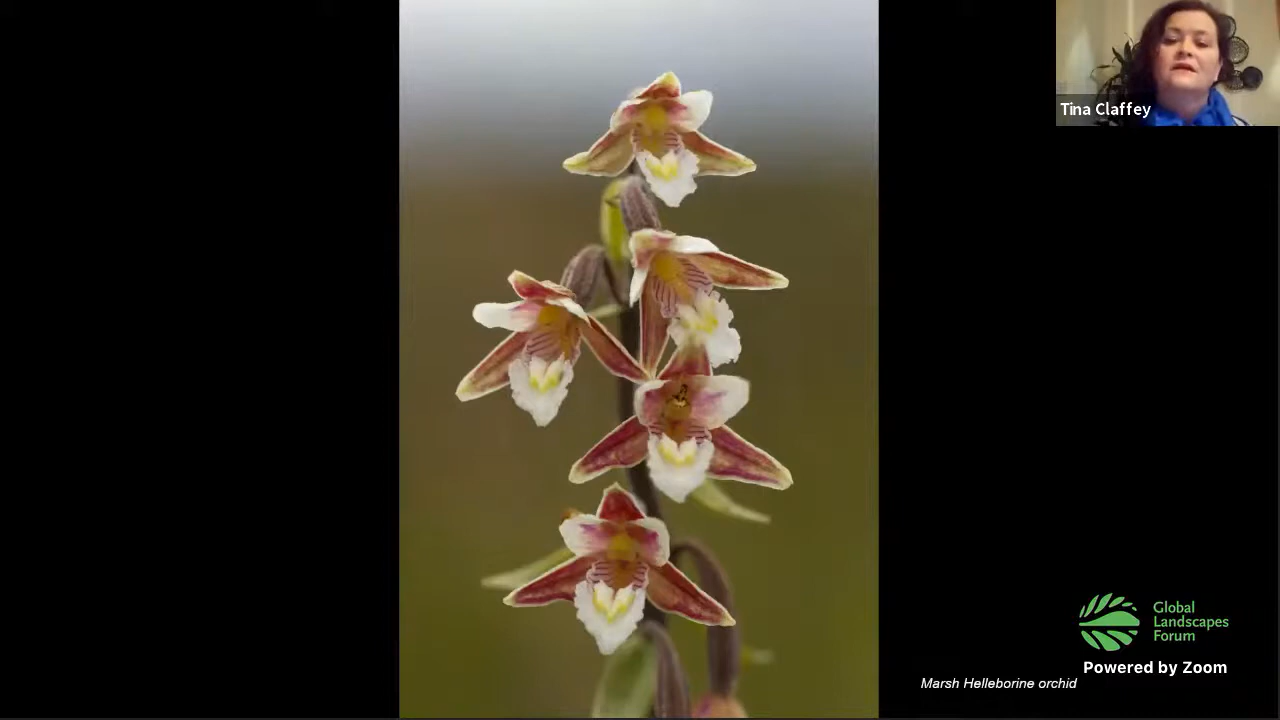 Tina Claffey
Global
Landscapes
Forum
Powered by Zoom
Marsh Helleborine orchid